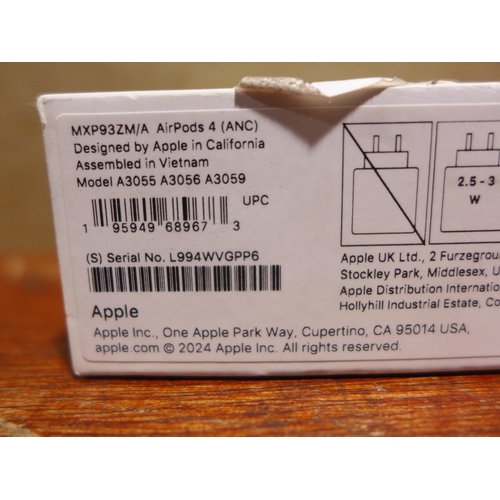 MXP93ZM/A AirPods 4 (ANC)
Designed by Apple in California
Assembled in Vietnam
Model A3055 A3056 A3059
UPC
1 95949 68967 3
(S) Serial No. L994WVGPP6
Apple
Apple Inc., One Apple Park Way, Cupertino, CA 95014 USA,
apple.com © 2024 Apple Inc. All rights reserved.
2.5 - 3
W
Apple UK Ltd., 2 Furzegrou
Stockley Park, Middlesex, U
Apple Distribution Internatio
Hollyhill Industrial Estate, Co